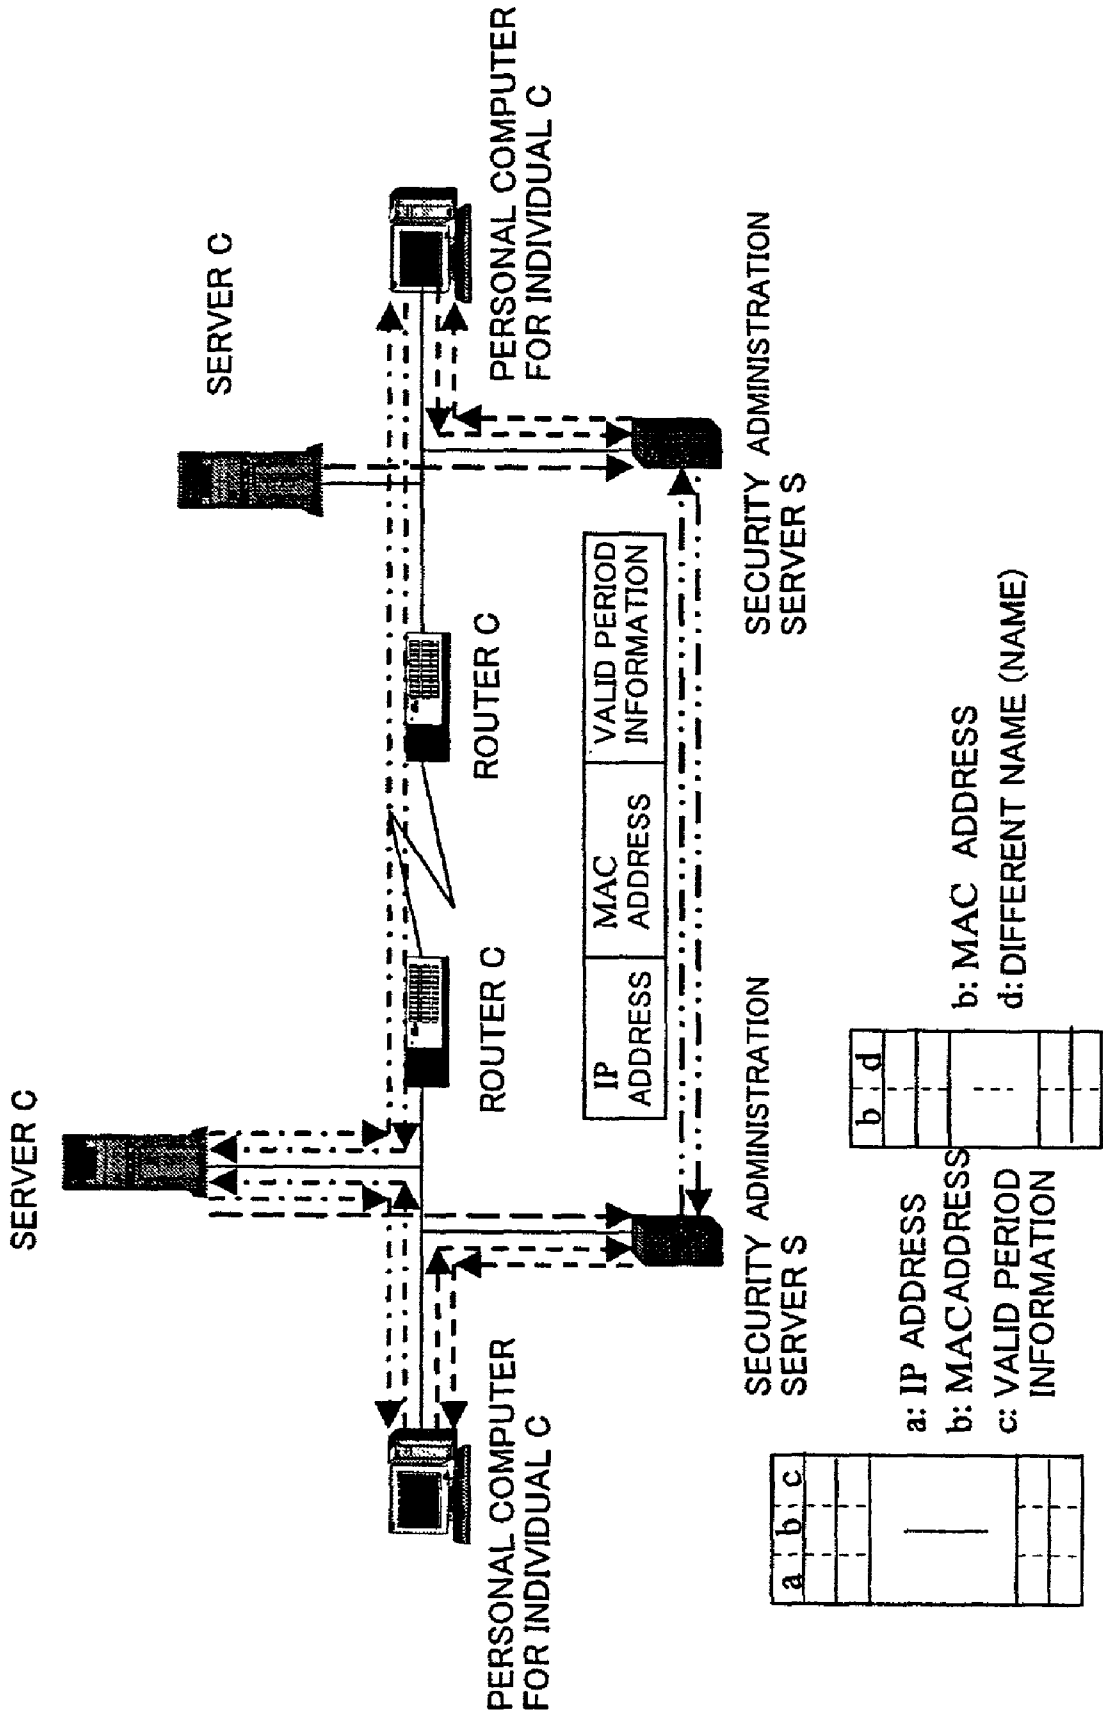 SERVER C
SERVER C
PERSONAL COMPUTER
FOR INDIVIDUAL C
ROUTER C
ROUTER C
PERSONAL COMPUTER
FOR INDIVIDUAL C
IP
ADDRESS
MAC
ADDRESS
VALID PERIOD
INFORMATION
SECURITY ADMINISTRATION
SERVER S
SECURITY ADMINISTRATION
SERVER S
a b c
a: IP ADDRESS
b: MACADDRESS
c: VALID PERIOD
INFORMATION
b d
b: MAC ADDRESS
d: DIFFERENT NAME (NAME)